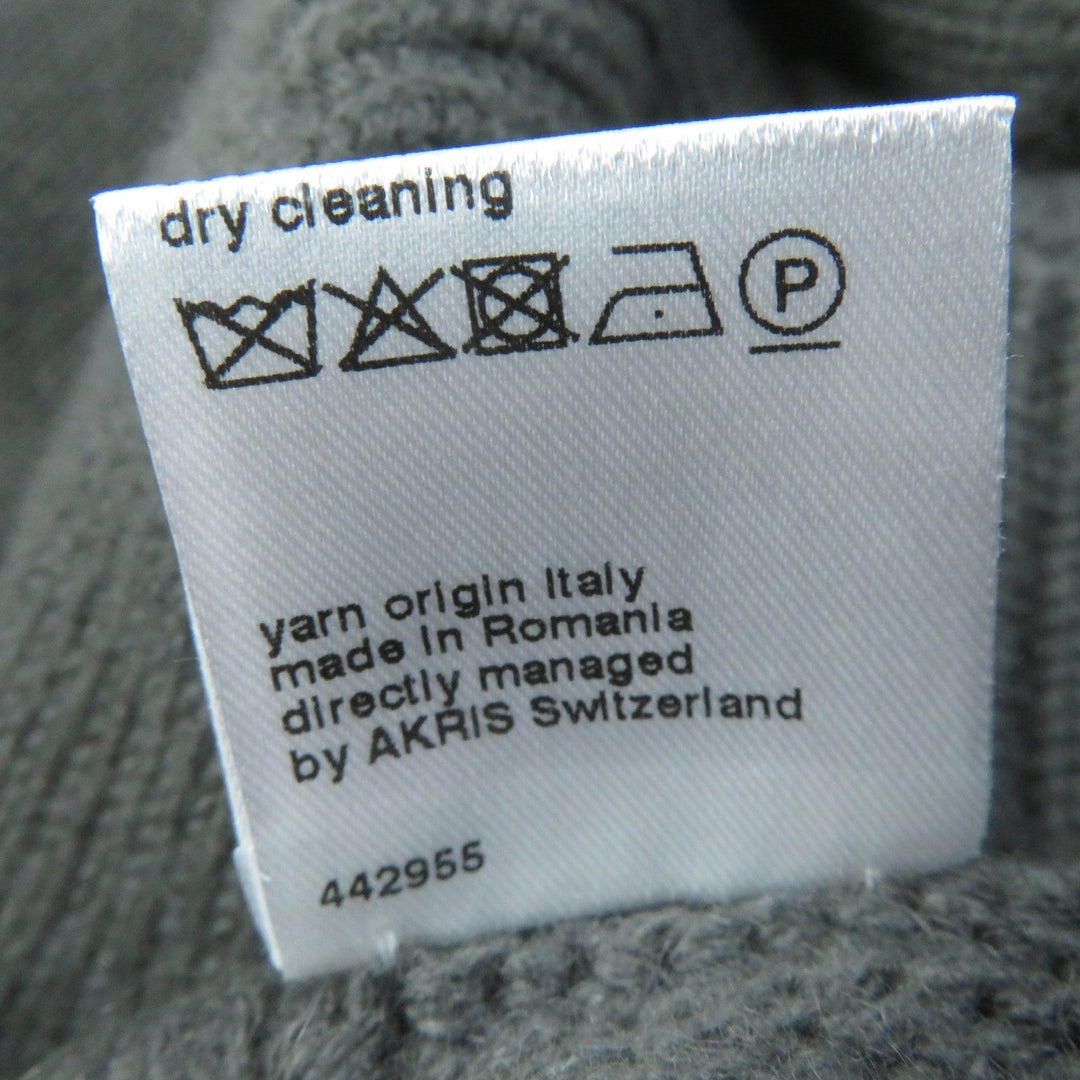 dry cleaning
P
yarn origin Italy
made in Romania
directly managed
by AKRIS Switzerland
442955